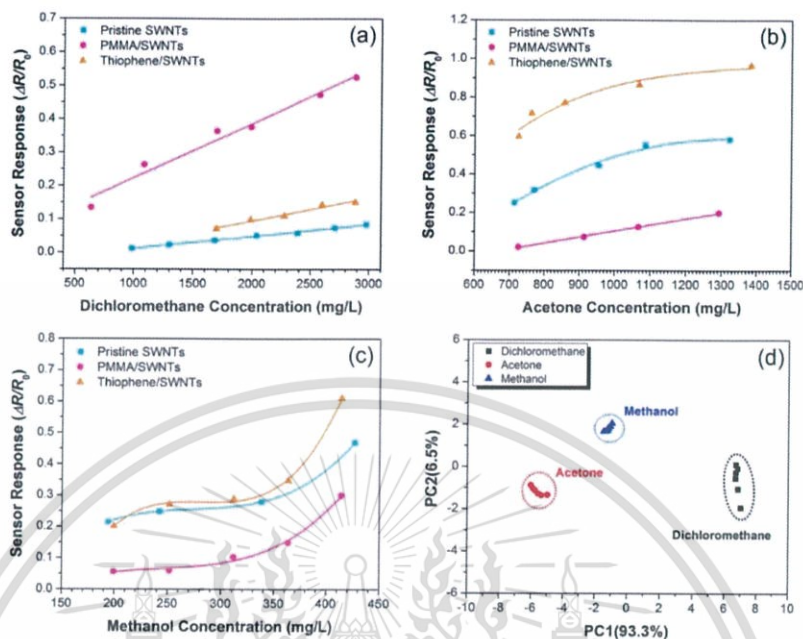 (a)
Pristine SWNTs
PMMA/SWNTs
Thiophene/SWNTs
Sensor Response (ΔR/R₀)
0.7
0.6
0.5
0.4
0.3
0.2
0.1
0.0
500 1000 1500 2000 2500 3000
Dichloromethane Concentration (mg/L)
(b)
Pristine SWNTs
PMMA/SWNTs
Thiophene/SWNTs
Sensor Response (ΔR/R₀)
1.2
1.0
0.8
0.6
0.4
0.2
0.0
600 700 800 900 1000 1100 1200 1300 1400 1500
Acetone Concentration (mg/L)
(c)
Pristine SWNTs
PMMA/SWNTs
Thiophene/SWNTs
Sensor Response (ΔR/R₀)
0.8
0.7
0.6
0.5
0.4
0.3
0.2
0.1
0.0
150 200 250 300 350 400 450
Methanol Concentration (mg/L)
(d)
Dichloromethane
Acetone
Methanol
Methanol
Acetone
Dichloromethane
PC2(6.5%)
6
4
2
0
-2
-4
-6
-10 -8 -6 -4 -2 0 2 4 6 8 10
PC1(93.3%)